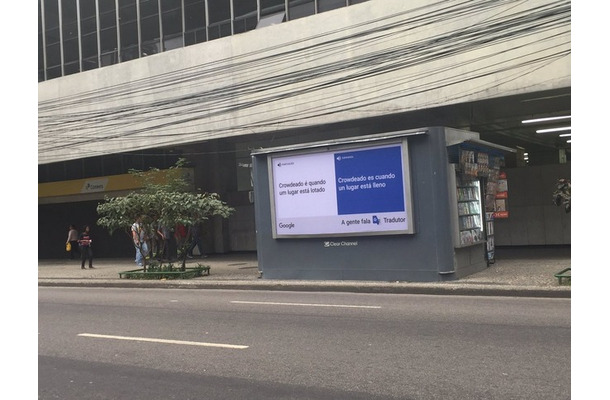 Crowdeado é quando
um lugar está lotado
Crowdeado es cuando
un lugar está lleno
Google
A gente fala Tradutor
Clear Channel